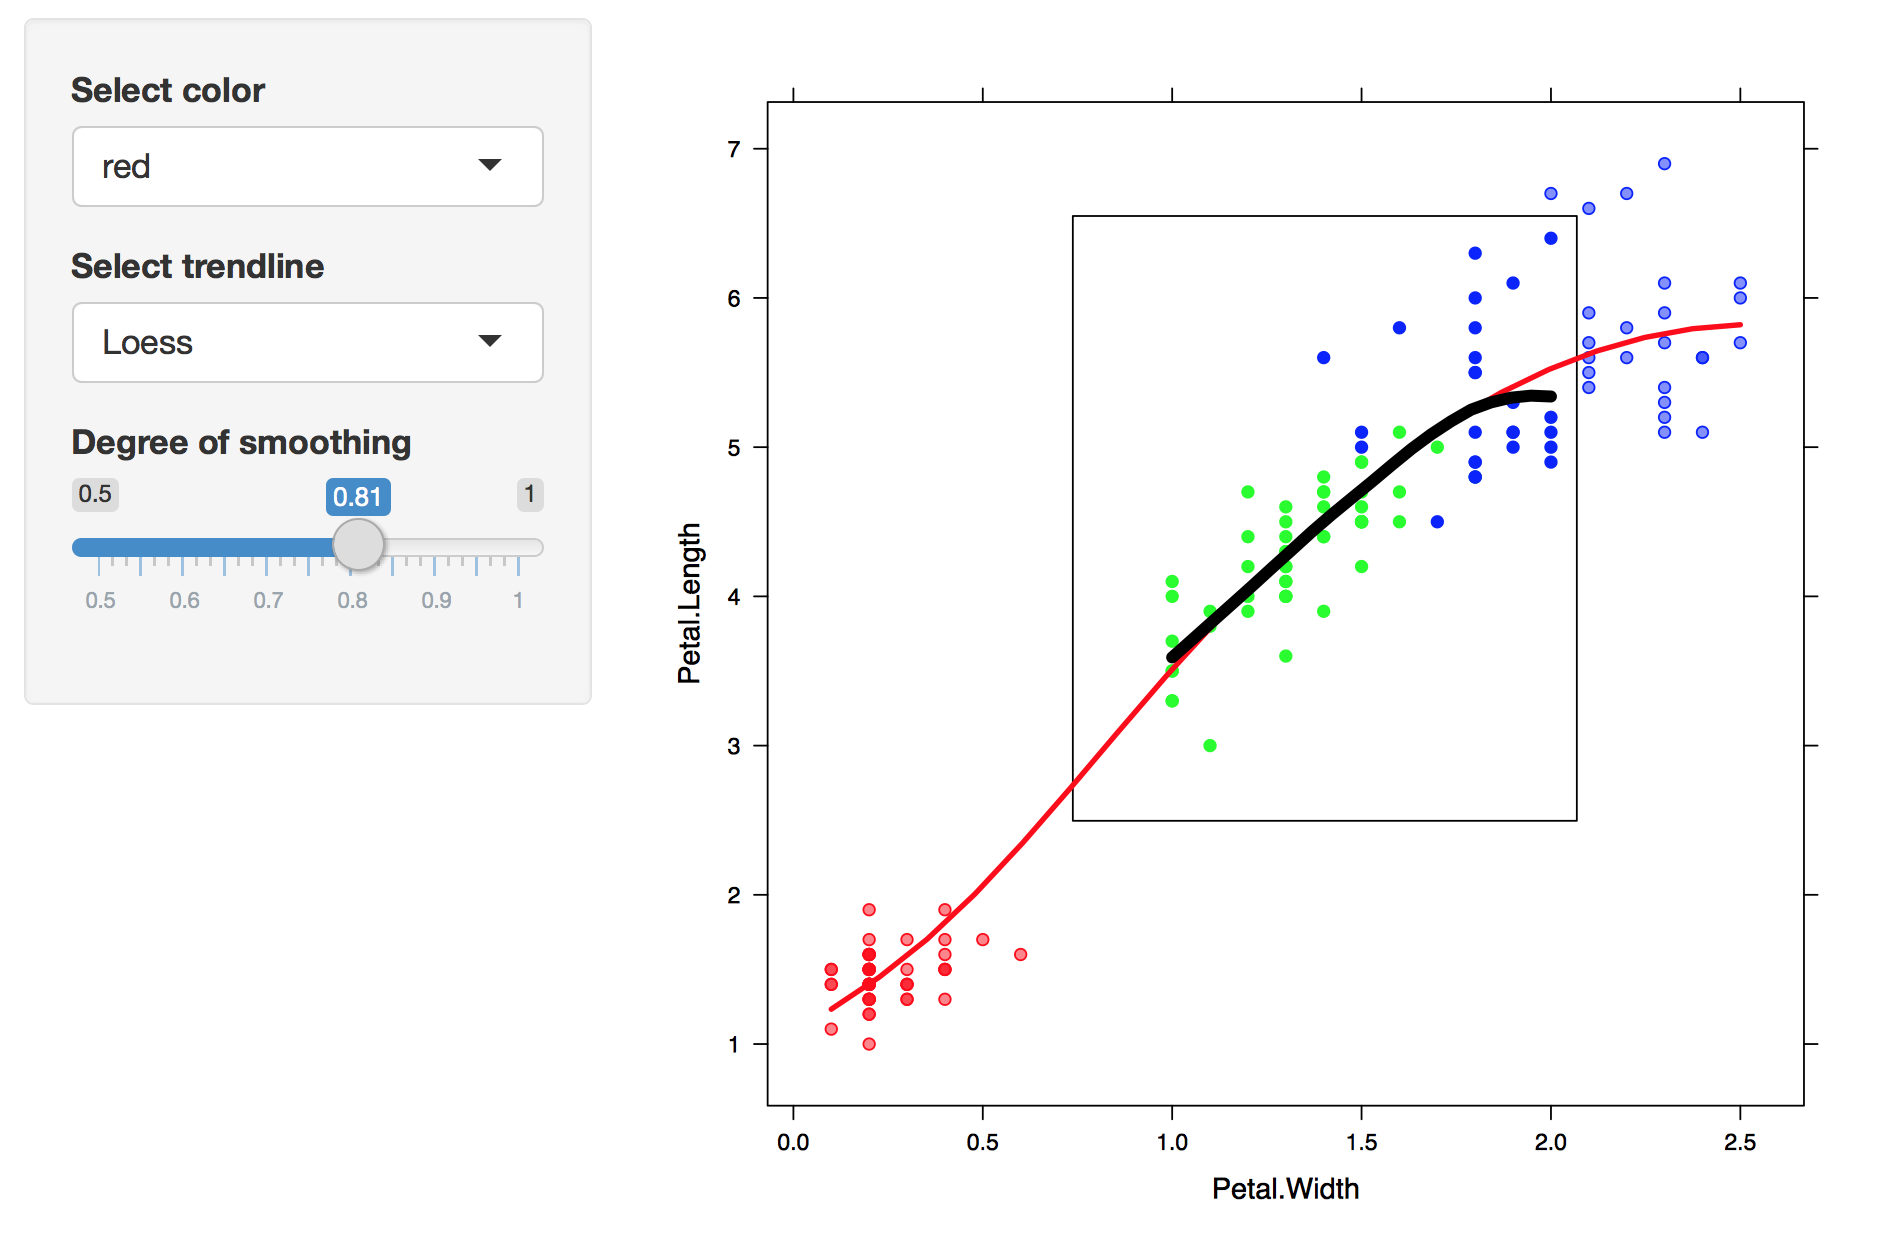 Select color
red
Select trendline
Loess
Degree of smoothing
0.5 0.81 1
0.5 0.6 0.7 0.8 0.9 1
7
6
5
4
3
2
1
Petal.Length
0.0 0.5 1.0 1.5 2.0 2.5
Petal.Width